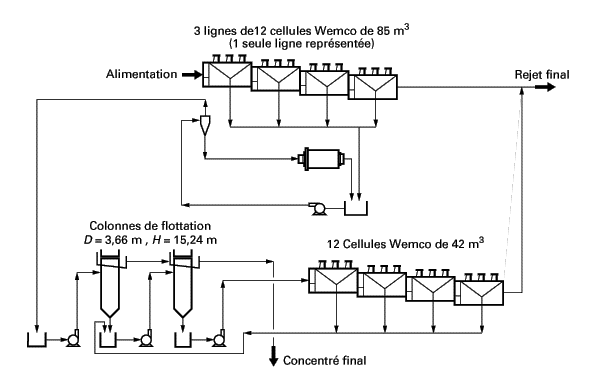 3 lignes de12 cellules Wemco de 85 m³
(1 seule ligne représentée)
Alimentation
Rejet final
Colonnes de flottation
D = 3,66 m , H = 15,24 m
12 Cellules Wemco de 42 m³
Concentré final